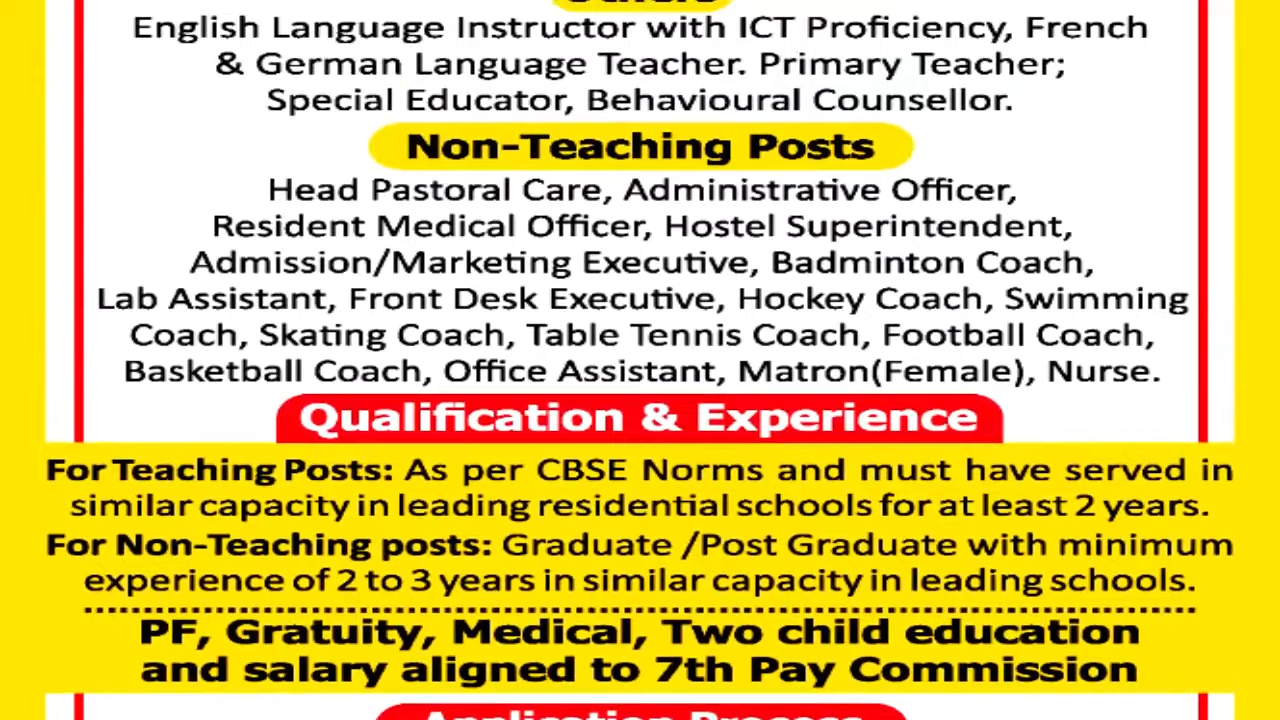 Others
English Language Instructor with ICT Proficiency, French
& German Language Teacher. Primary Teacher;
Special Educator, Behavioural Counsellor.
Non-Teaching Posts
Head Pastoral Care, Administrative Officer,
Resident Medical Officer, Hostel Superintendent,
Admission/Marketing Executive, Badminton Coach,
Lab Assistant, Front Desk Executive, Hockey Coach, Swimming
Coach, Skating Coach, Table Tennis Coach, Football Coach,
Basketball Coach, Office Assistant, Matron(Female), Nurse.
Qualification & Experience
For Teaching Posts: As per CBSE Norms and must have served in
similar capacity in leading residential schools for at least 2 years.
For Non-Teaching posts: Graduate /Post Graduate with minimum
experience of 2 to 3 years in similar capacity in leading schools.
PF, Gratuity, Medical, Two child education
and salary aligned to 7th Pay Commission
Application Process